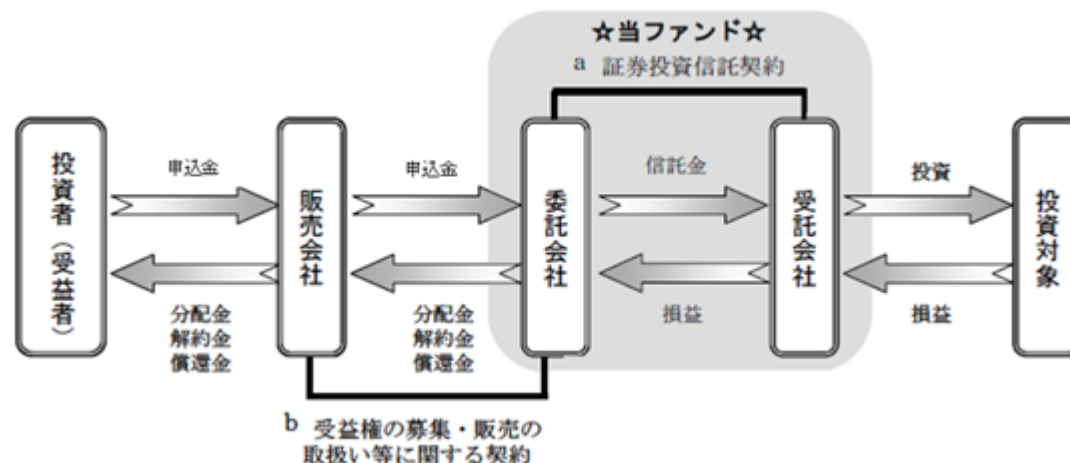 ☆当ファンド☆
a 証券投資信託契約
投資者（受益者）
申込金
分配金
解約金
償還金
販売会社
申込金
分配金
解約金
償還金
委託会社
信託金
損益
受託会社
投資
損益
投資対象
b 受益権の募集・販売の
取扱い等に関する契約